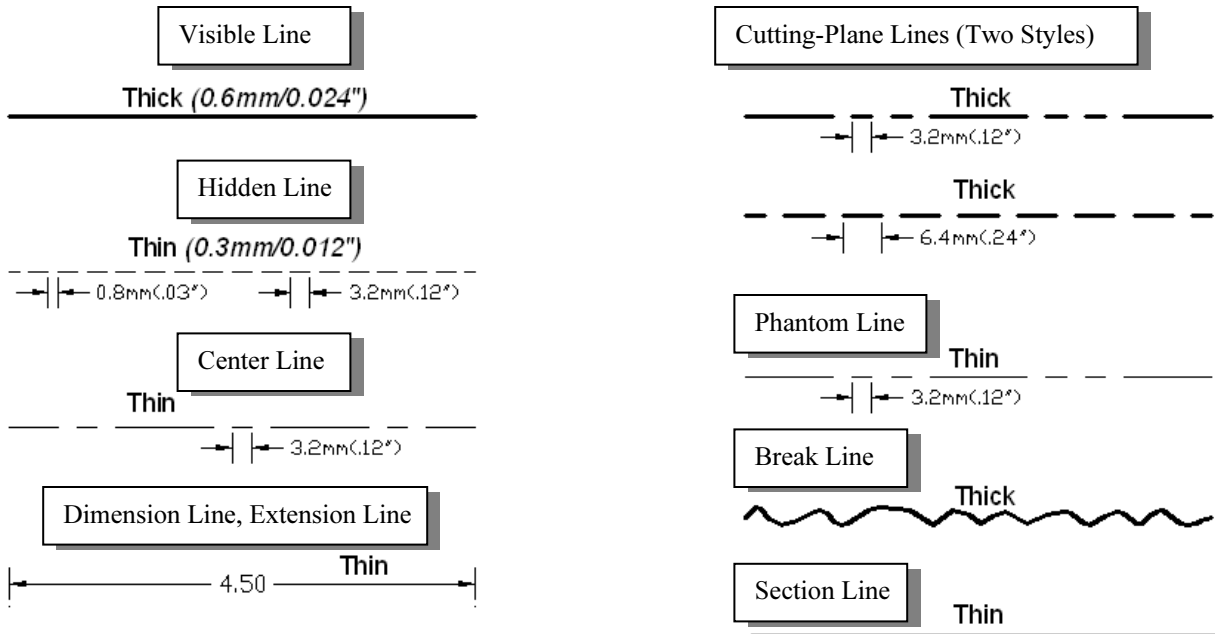 Visible Line
Thick (0.6mm/0.024")
Hidden Line
Thin (0.3mm/0.012")
0.8mm(.03")
3.2mm(.12")
Center Line
Thin
3.2mm(.12")
Dimension Line, Extension Line
Thin
4.50
Cutting-Plane Lines (Two Styles)
Thick
3.2mm(.12")
Thick
6.4mm(.24")
Phantom Line
Thin
3.2mm(.12")
Break Line
Thick
Section Line
Thin